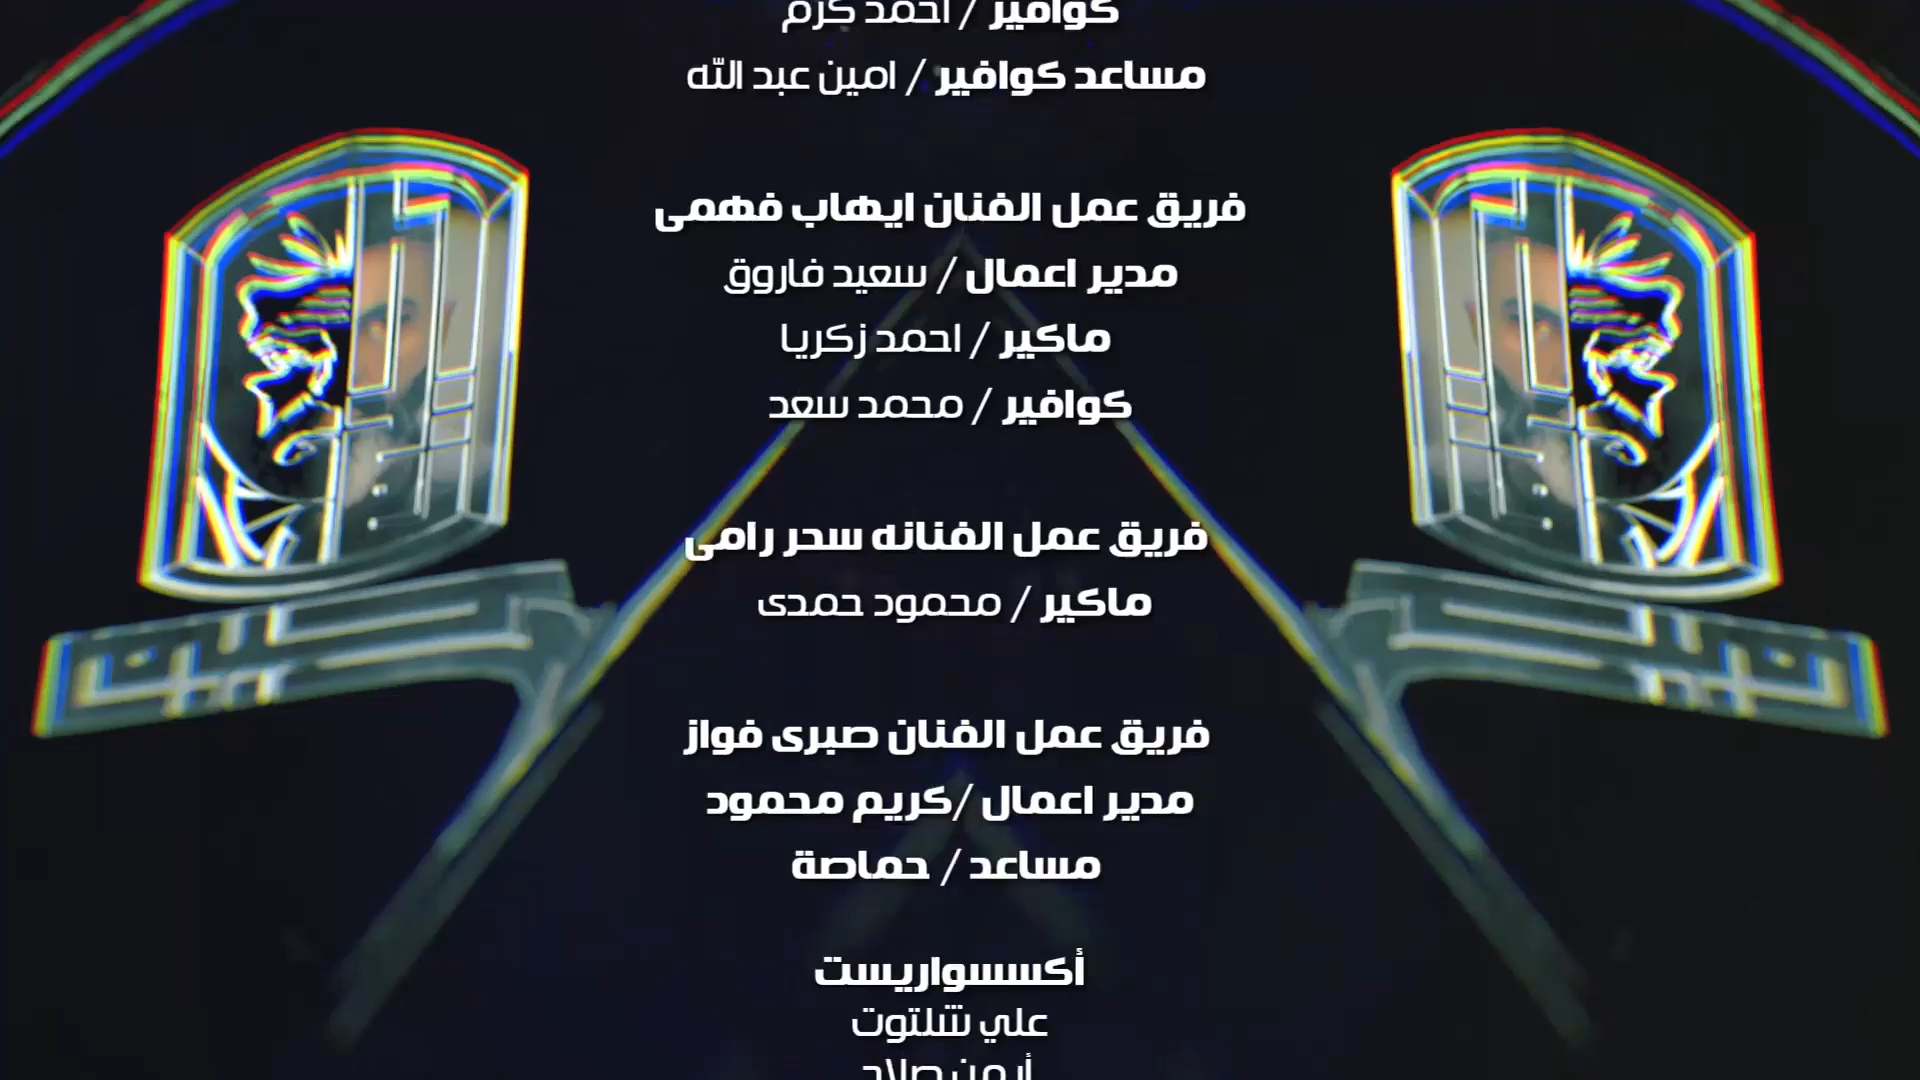 كوافير / احمد كرم
مساعد كوافير / امين عبد الله
فريق عمل الفنان ايهاب فهمى
مدير اعمال / سعيد فاروق
ماكير / احمد زكريا
كوافير / محمد سعد
فريق عمل الفنانه سحر رامى
ماكير / محمود حمدى
فريق عمل الفنان صبرى فواز
مدير اعمال /كريم محمود
مساعد / حماصة
أكسسواريست
علي شلتوت
أيمن صلاح